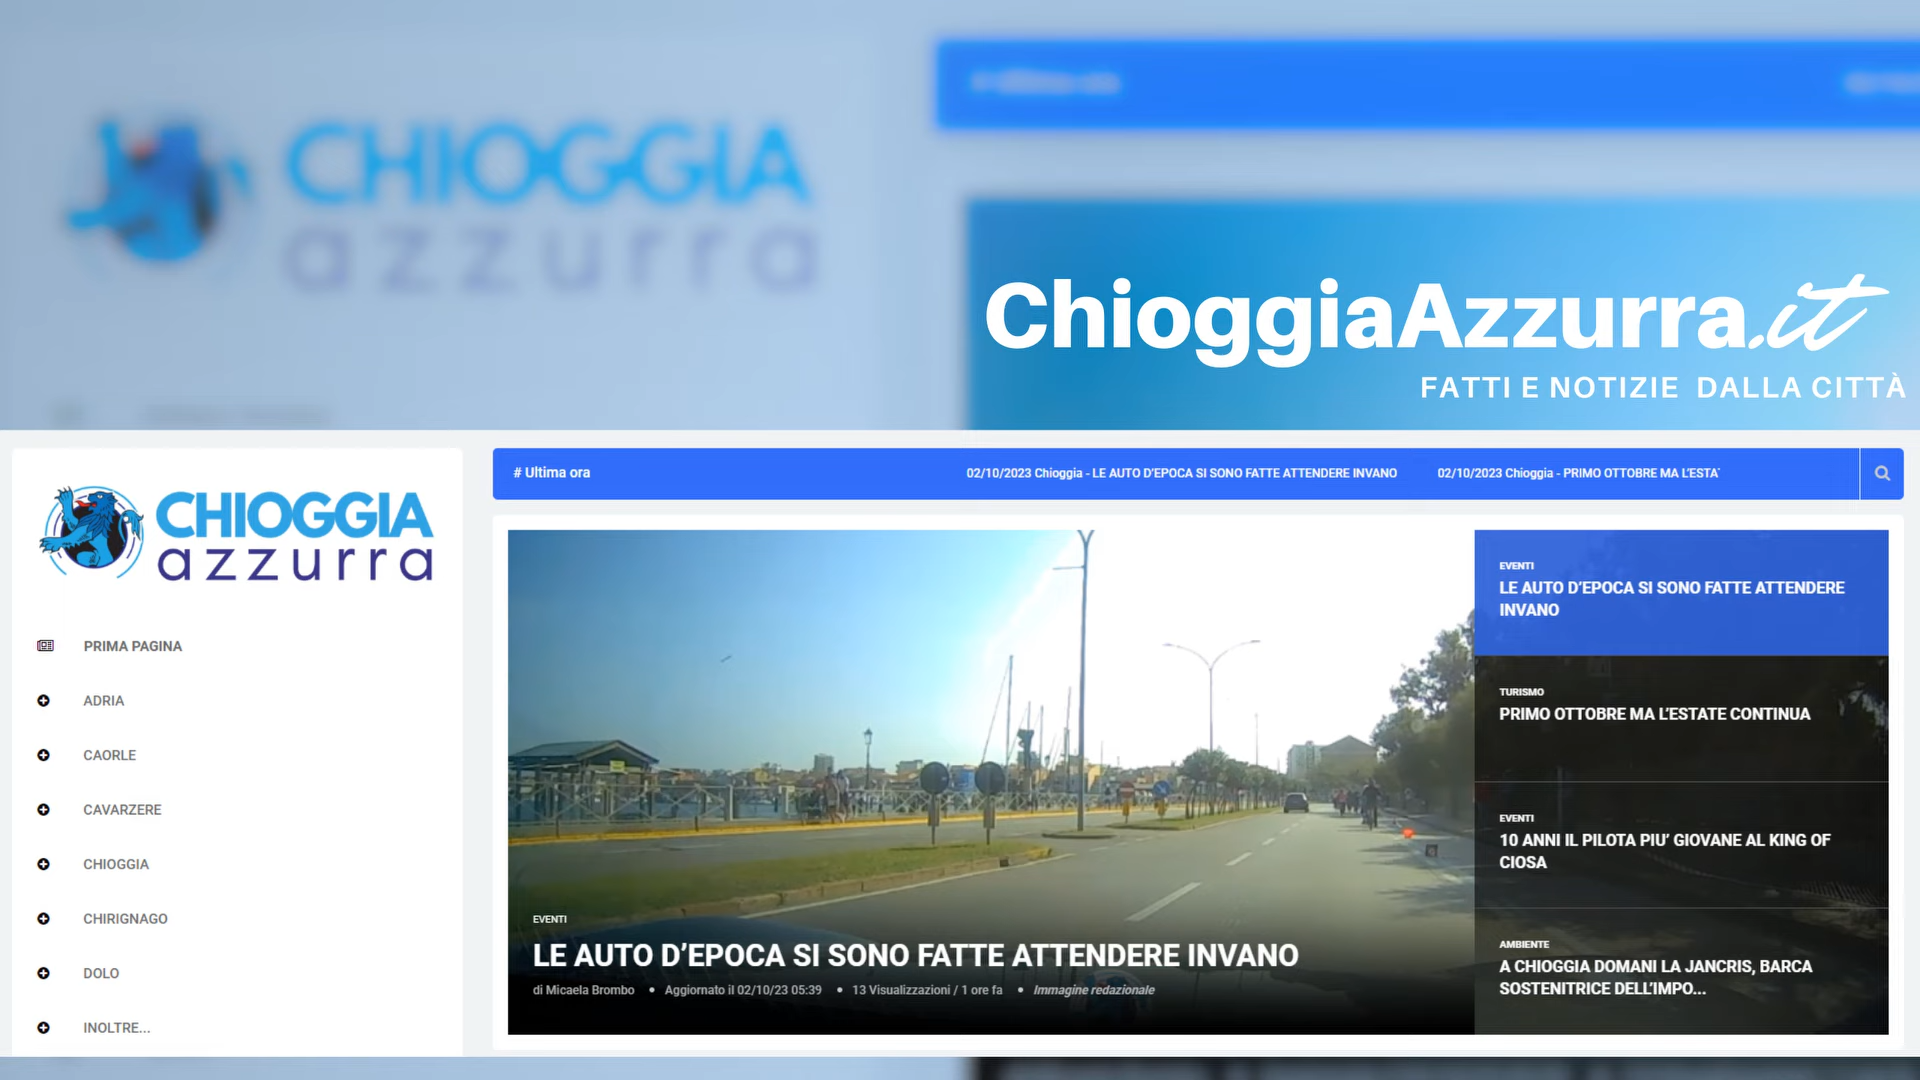 # Ultima ora
CHIOGGIA
azzurra
ChioggiaAzzurra.it
FATTI E NOTIZIE DALLA CITTÀ
CHIOGGIA
azzurra
PRIMA PAGINA
ADRIA
CAORLE
CAVARZERE
CHIOGGIA
CHIRIGNAGO
DOLO
INOLTRE...
# Ultima ora
02/10/2023 Chioggia - LE AUTO D'EPOCA SI SONO FATTE ATTENDERE INVANO
02/10/2023 Chioggia - PRIMO OTTOBRE MA L'ESTA
EVENTI
LE AUTO D'EPOCA SI SONO FATTE ATTENDERE INVANO
di Micaela Brombo • Aggiornato il 02/10/23 05:39 • 13 Visualizzazioni / 1 ore fa • Immagine redazionale
EVENTI
LE AUTO D'EPOCA SI SONO FATTE ATTENDERE
INVANO
TURISMO
PRIMO OTTOBRE MA L'ESTATE CONTINUA
EVENTI
10 ANNI IL PILOTA PIU' GIOVANE AL KING OF
CIOSA
AMBIENTE
A CHIOGGIA DOMANI LA JANCRIS, BARCA
SOSTENITRICE DELL'IMPO...